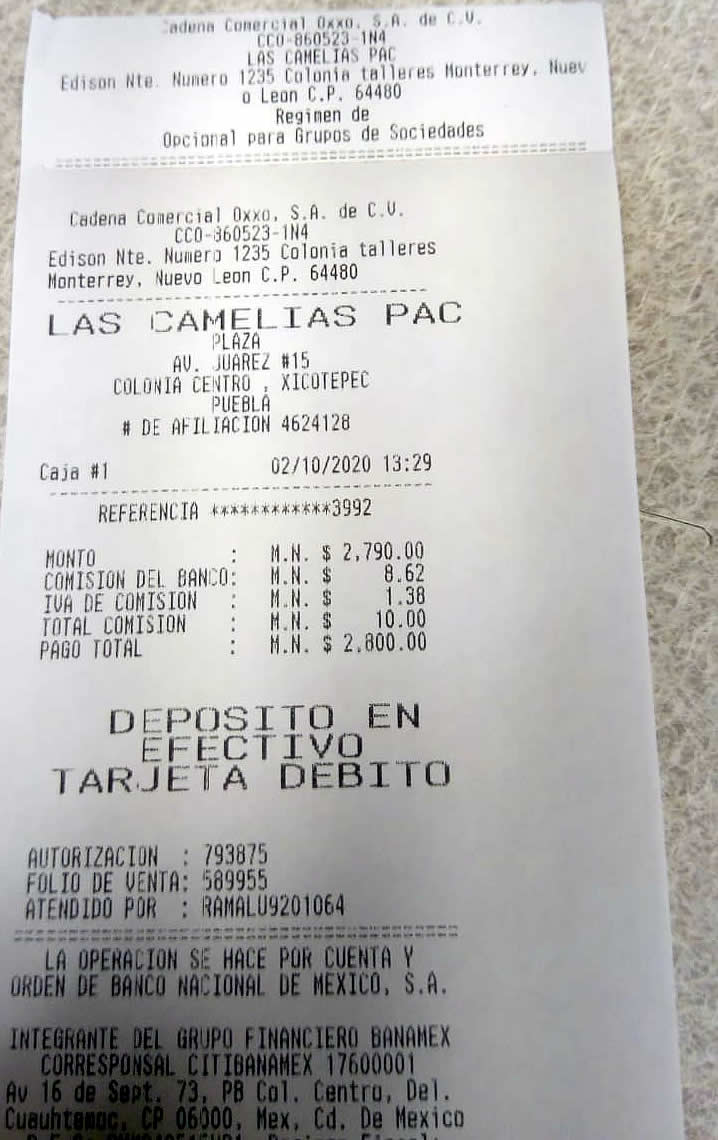 Cadena Comercial Oxxo, S.A. de C.V.
CCO-860523-1N4
LAS CAMELIAS PAC
Edison Nte. Numero 1235 Colonia talleres Monterrey, Nuev
o Leon C.P. 64480
Regimen de
Opcional para Grupos de Sociedades
Cadena Comercial Oxxo, S.A. de C.V.
CCO-860523-1N4
Edison Nte. Numero 1235 Colonia talleres
Monterrey, Nuevo Leon C.P. 64480
LAS CAMELIAS PAC
PLAZA
AV. JUAREZ #15
COLONIA CENTRO , XICOTEPEC
PUEBLA
# DE AFILIACION 4624128
Caja #1 02/10/2020 13:29
REFERENCIA ************3992
MONTO : M.N. $ 2,790.00
COMISION DEL BANCO: M.N. $ 8.62
IVA DE COMISION : M.N. $ 1.38
TOTAL COMISION : M.N. $ 10.00
PAGO TOTAL : M.N. $ 2,800.00
DEPOSITO EN
EFECTIVO
TARJETA DEBITO
AUTORIZACION : 793875
FOLIO DE VENTA: 589955
ATENDIDO POR : RAMALU9201064
LA OPERACION SE HACE POR CUENTA Y
ORDEN DE BANCO NACIONAL DE MEXICO, S.A.
INTEGRANTE DEL GRUPO FINANCIERO BANAMEX
CORRESPONSAL CITIBANAMEX 17600001
Av 16 de Sept. 73, PB Col. Centro, Del.
Cuauhtemoc, CP 06000, Mex, Cd. De Mexico